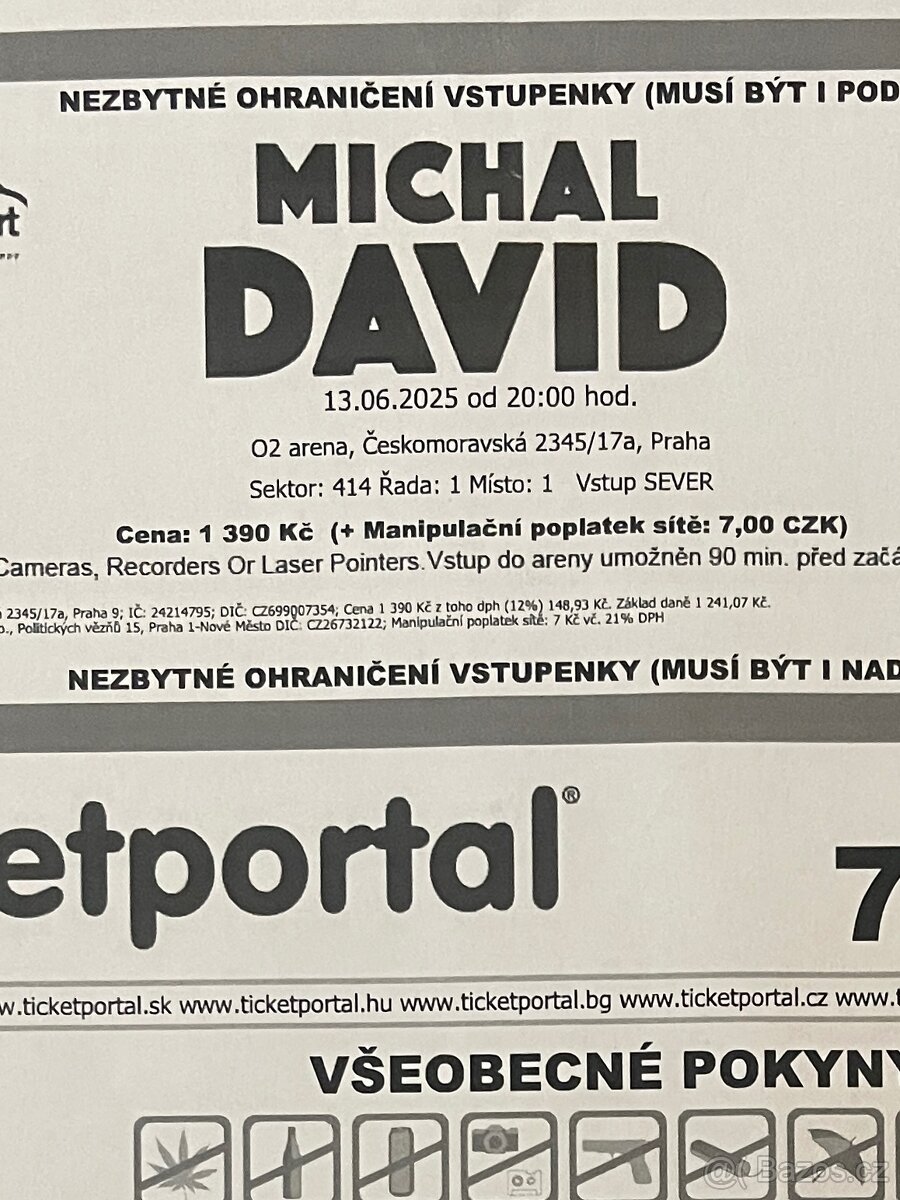 NEZBYTNÉ OHRANIČENÍ VSTUPENKY (MUSÍ BÝT I POD
MICHAL
DAVID
rt
13.06.2025 od 20:00 hod.
O2 arena, Českomoravská 2345/17a, Praha
Sektor: 414 Řada: 1 Místo: 1 Vstup SEVER
Cena: 1 390 Kč (+ Manipulační poplatek sítě: 7,00 CZK)
Cameras, Recorders Or Laser Pointers.Vstup do areny umožněn 90 min. před začá
2345/17a, Praha 9; IČ: 24214795; DIČ: CZ699007354; Cena 1 390 Kč z toho dph (12%) 148,93 Kč. Základ daně 1 241,07 Kč.
o., Politických vězňů 15, Praha 1-Nové Město DIČ: CZ26732122; Manipulační poplatek sítě: 7 Kč vč. 21% DPH
NEZBYTNÉ OHRANIČENÍ VSTUPENKY (MUSÍ BÝT I NAD
etportal®
7
w.ticketportal.sk www.ticketportal.hu www.ticketportal.bg www.ticketportal.cz www.t
VŠEOBECNÉ POKYNY
@ Bazos.cz